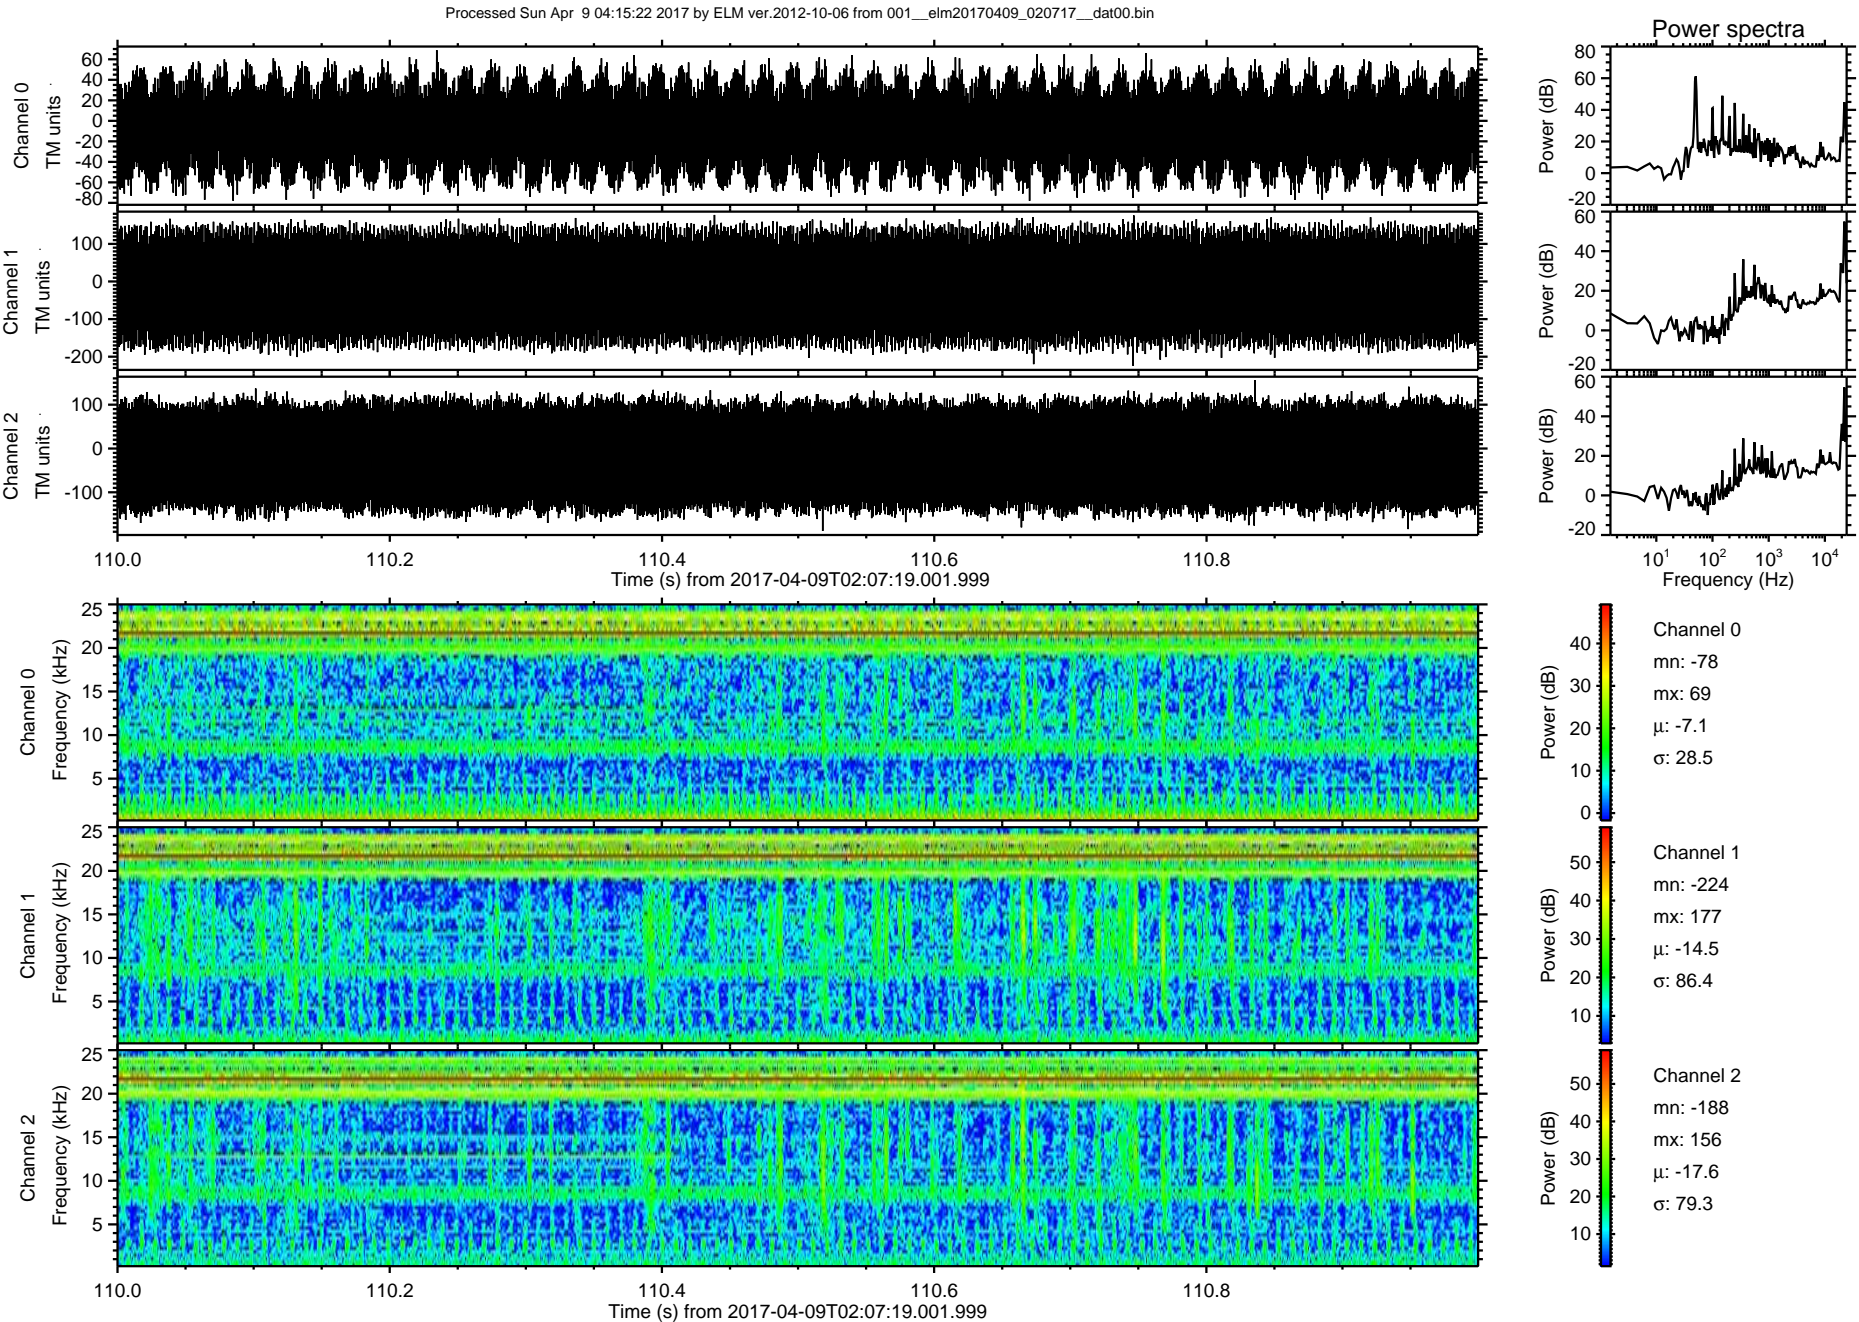 Processed Sun Apr  9 04:15:22 2017 by ELM ver.2012-10-06 from 001__elm20170409_020717__dat00.bin
Power spectra
Channel 0
TM units
60
40
20
0
-20
-40
-60
-80
Power (dB)
80
60
40
20
0
-20
Channel 1
TM units
100
0
-100
-200
Power (dB)
60
40
20
0
-20
Channel 2
TM units
100
0
-100
Power (dB)
60
40
20
0
-20
110.0 110.2 110.4 110.6 110.8
Time (s) from 2017-04-09T02:07:19.001.999
10¹ 10² 10³ 10⁴
Frequency (Hz)
Channel 0
Frequency (kHz)
25
20
15
10
5
Power (dB)
40
30
20
10
0
Channel 0
mn: -78
mx: 69
μ: -7.1
σ: 28.5
Channel 1
Frequency (kHz)
25
20
15
10
5
Power (dB)
50
40
30
20
10
Channel 1
mn: -224
mx: 177
μ: -14.5
σ: 86.4
Channel 2
Frequency (kHz)
25
20
15
10
5
Power (dB)
50
40
30
20
10
Channel 2
mn: -188
mx: 156
μ: -17.6
σ: 79.3
110.0 110.2 110.4 110.6 110.8
Time (s) from 2017-04-09T02:07:19.001.999